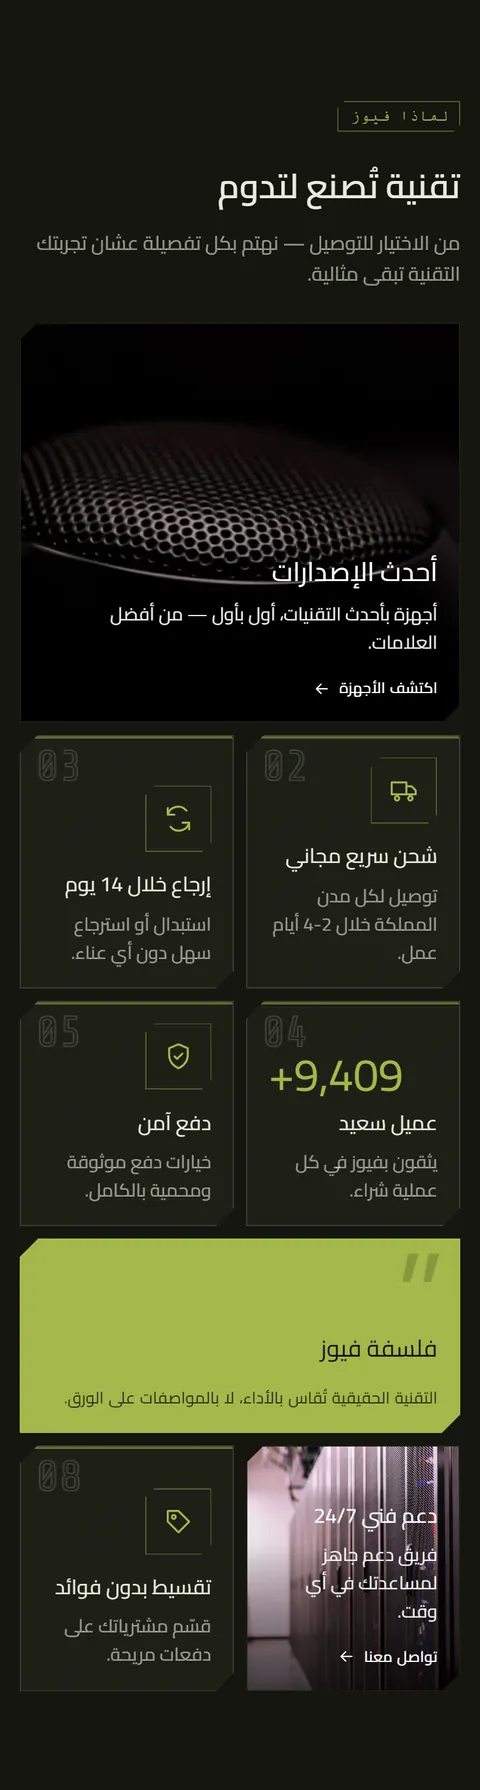 لماذا فيوز
تقنية تُصنع لتدوم
من الاختيار للتوصيل — نهتم بكل تفصيلة عشان تجربتك
التقنية تبقى مثالية.
أحدث الإصدارات
أجهزة بأحدث التقنيات، أول بأول — من أفضل
العلامات.
اكتشف الأجهزة ←
02
شحن سريع مجاني
توصيل لكل مدن
المملكة خلال 2-4 أيام
عمل.
03
إرجاع خلال 14 يوم
استبدال أو استرجاع
سهل دون أي عناء.
04
+9,409
عميل سعيد
يثقون بفيوز في كل
عملية شراء.
05
دفع آمن
خيارات دفع موثوقة
ومحمية بالكامل.
"
فلسفة فيوز
التقنية الحقيقية تُقاس بالأداء، لا بالمواصفات على الورق.
دعم فني 24/7
فريق دعم جاهز
لمساعدتك في أي
وقت.
تواصل معنا ←
08
تقسيط بدون فوائد
قسّم مشترياتك على
دفعات مريحة.